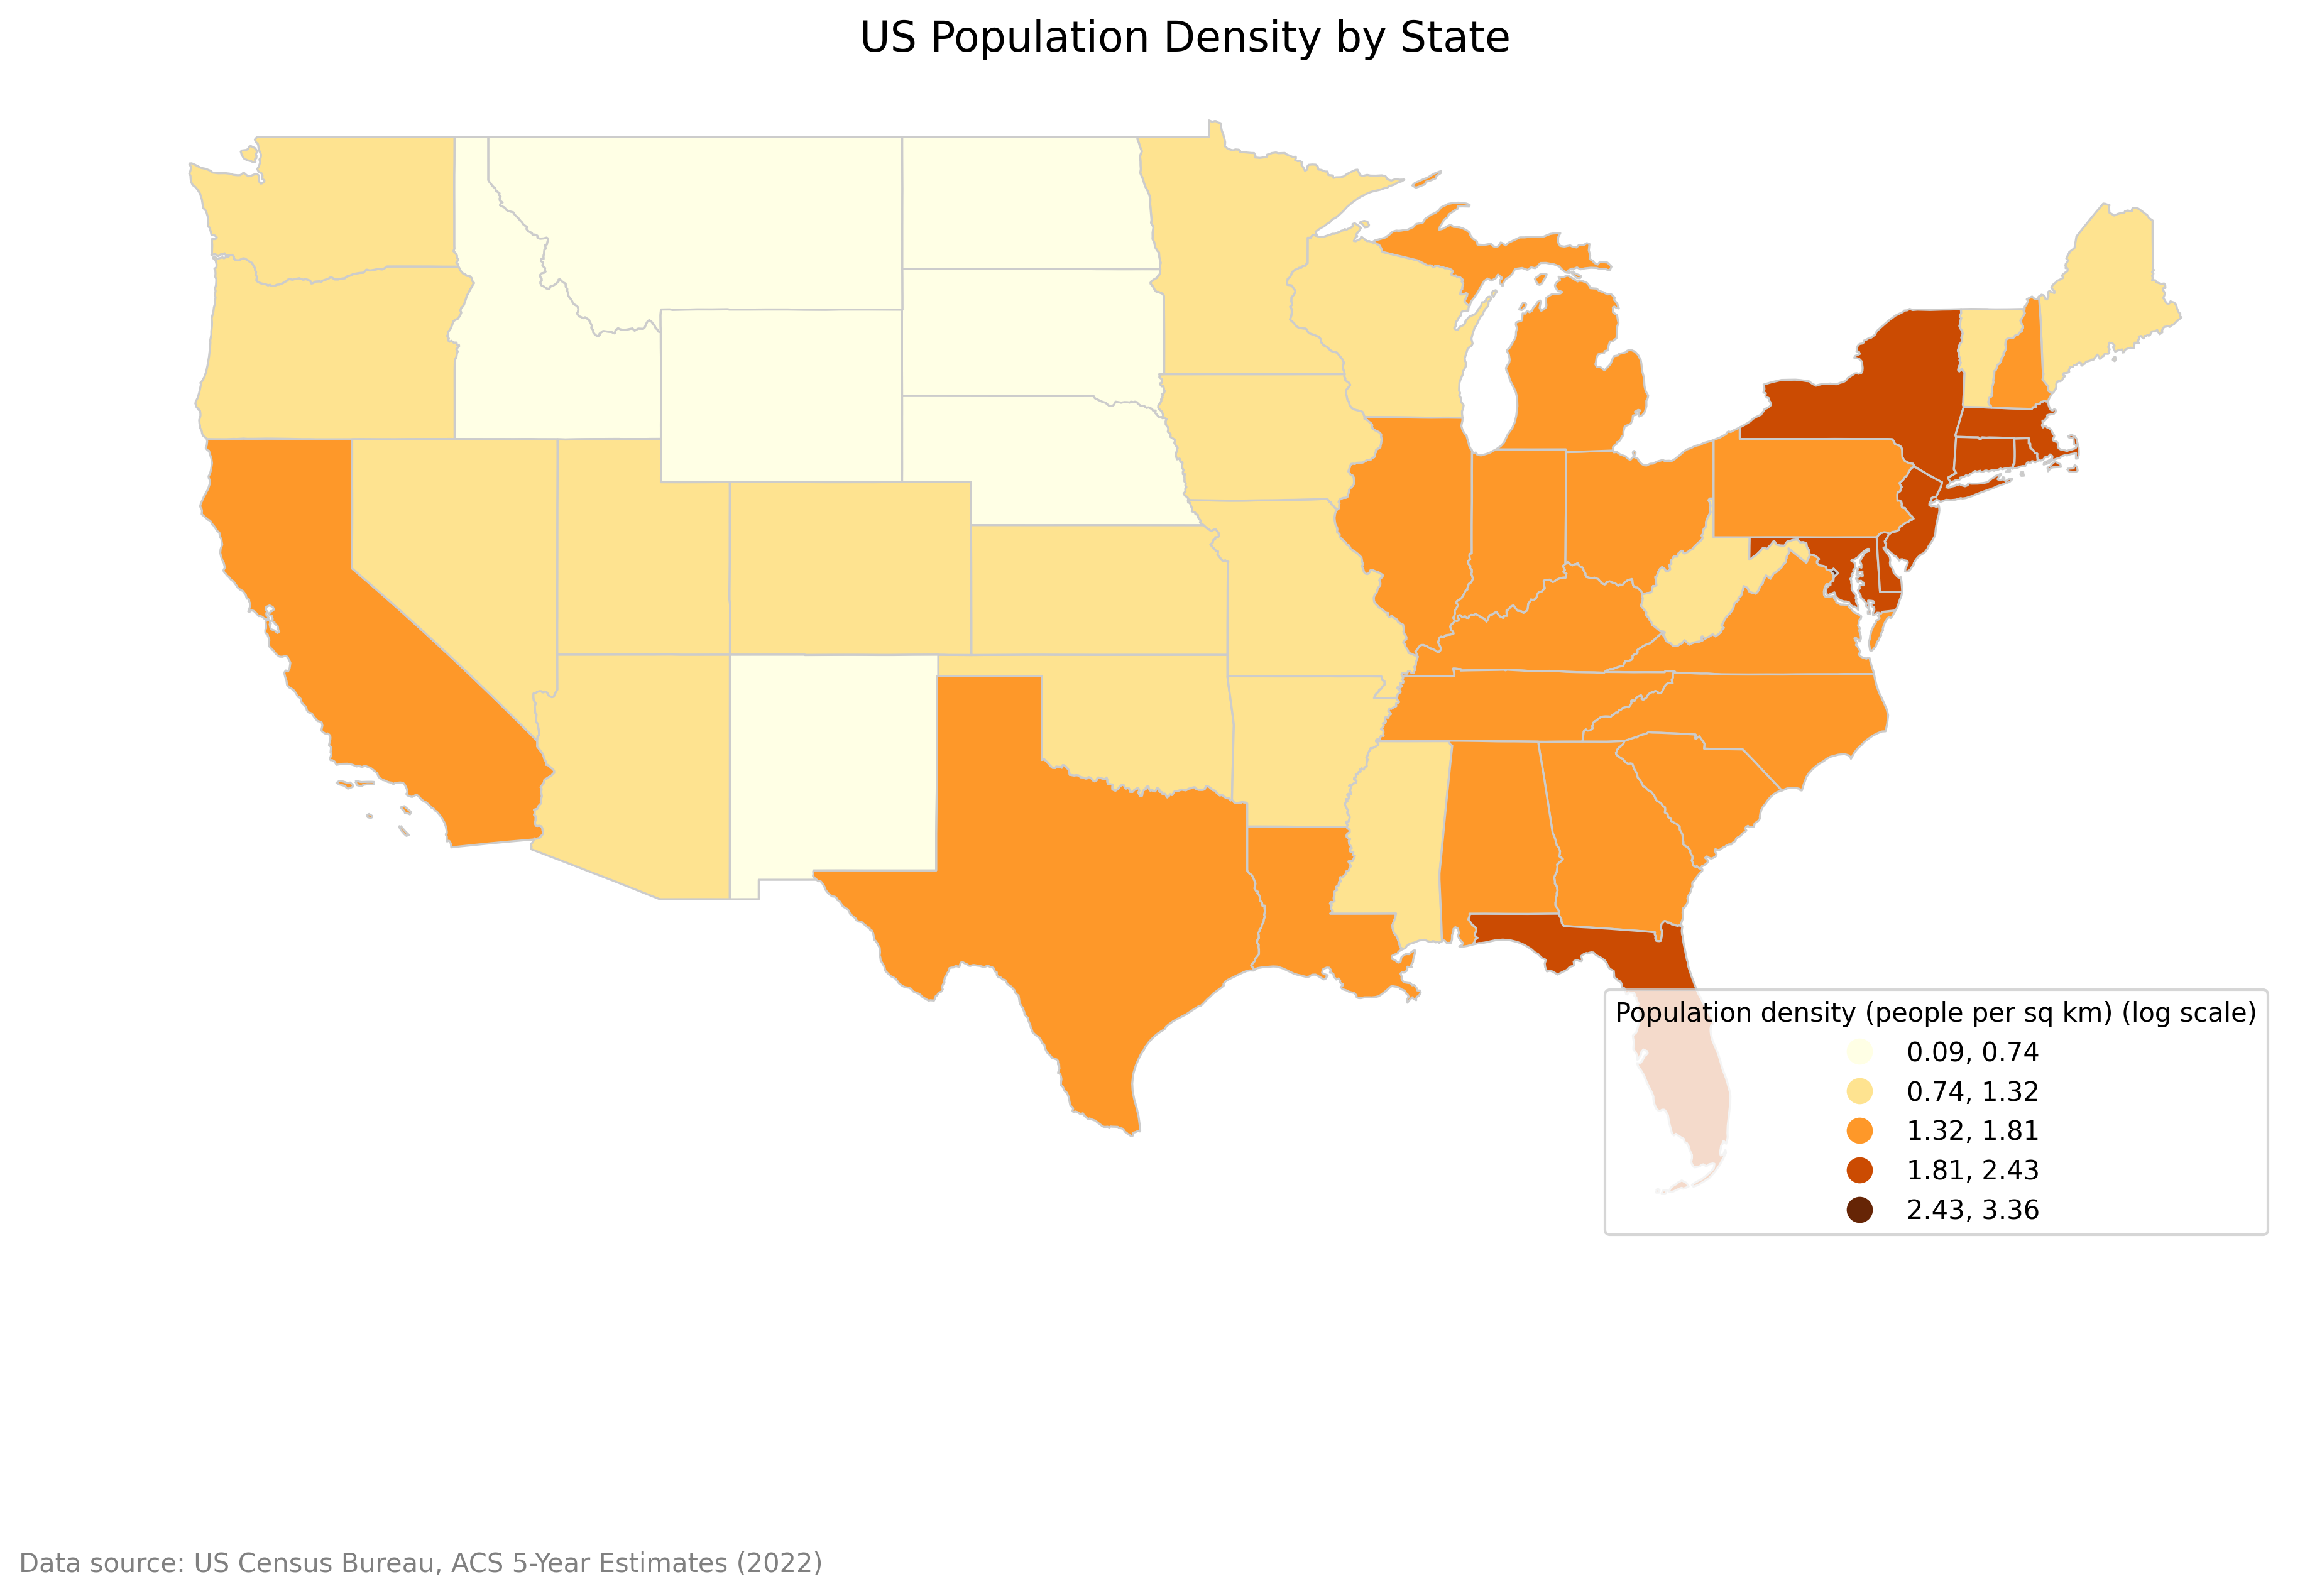 US Population Density by State
Population density (people per sq km) (log scale)
0.09, 0.74
0.74, 1.32
1.32, 1.81
1.81, 2.43
2.43, 3.36
Data source: US Census Bureau, ACS 5-Year Estimates (2022)